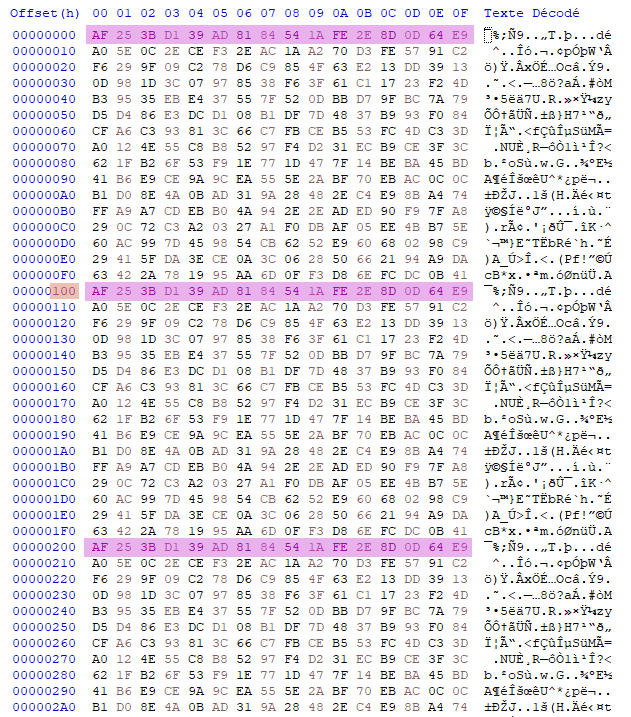 Offset(h) 00 01 02 03 04 05 06 07 08 09 0A 0B 0C 0D 0E 0F Texte Décodé
00000000 AF 25 3B D1 39 AD 81 84 54 1A FE 2E 8D 0D 64 E9 ¯%;Ñ9..„T.þ...dé
00000010 A0 5E 0C 2E CE F3 2E AC 1A A2 70 D3 FE 57 91 C2  ^..Îó.¬.¢pÓþW‘Â
00000020 F6 29 9F 09 C2 78 D6 C9 85 4F 63 E2 13 DD 39 13 ö)Ÿ.ÂxÖÉ…Ocâ.Ý9.
00000030 0D 98 1D 3C 07 97 85 38 F6 3F 61 C1 17 23 F2 4D .˜.<.—…8ö?aÁ.#òM
00000040 B3 95 35 EB E4 37 55 7F 52 0D BB D7 9F BC 7A 79 ³•5ëä7U.R.»×Ÿ¼zy
00000050 D5 D4 86 E3 DC D1 08 B1 DF 7D 48 37 B9 93 F0 84 ÕÔ†ãÜÑ.±ß}H7¹“ð„
00000060 CF A6 C3 93 81 3C 66 C7 FB CE B5 53 FC 4D C3 3D Ï¦Ã“.<fÇûÎµSüMÃ=
00000070 A0 12 4E 55 C8 B8 52 97 F4 D2 31 EC B9 CE 3F 3C  .NUÈ¸R—ôÒ1ì¹Î?<
00000080 62 1F B2 6F 53 F9 1E 77 1D 47 7F 14 BE BA 45 BD b.²oSù.w.G..¾ºE½
00000090 41 B6 E9 CE 9A 9C EA 55 5E 2A BF 70 EB AC 0C 0C A¶éÎšœêU^*¿pë¬..
000000A0 B1 D0 8E 4A 0B AD 31 9A 28 48 2E C4 E9 8B A4 74 ±ÐŽJ..1š(H.Äé‹¤t
000000B0 FF A9 A7 CD EB B0 4A 94 2E 2E AD ED 90 F9 7F A8 ÿ©§Íë°J”...í.ù.¨
000000C0 29 0C 72 C3 A2 03 27 A1 F0 DB AF 05 EE 4B B7 5E ).rÃ¢.'¡ðÛ¯.îK·^
000000D0 60 AC 99 7D 45 98 54 CB 62 52 E9 60 68 02 98 C9 `¬™}E˜TËbRé`h.˜É
000000E0 29 41 5F DA 3E CE 0A 3C 06 28 50 66 21 94 A9 DA )A_Ú>Î.<.(Pf!”©Ú
000000F0 63 42 2A 78 19 95 AA 6D 0F F3 D8 6E FC DC 0B 41 cB*x.•ªm.óØnüÜ.A
00000100 AF 25 3B D1 39 AD 81 84 54 1A FE 2E 8D 0D 64 E9 ¯%;Ñ9..„T.þ...dé
00000110 A0 5E 0C 2E CE F3 2E AC 1A A2 70 D3 FE 57 91 C2  ^..Îó.¬.¢pÓþW‘Â
00000120 F6 29 9F 09 C2 78 D6 C9 85 4F 63 E2 13 DD 39 13 ö)Ÿ.ÂxÖÉ…Ocâ.Ý9.
00000130 0D 98 1D 3C 07 97 85 38 F6 3F 61 C1 17 23 F2 4D .˜.<.—…8ö?aÁ.#òM
00000140 B3 95 35 EB E4 37 55 7F 52 0D BB D7 9F BC 7A 79 ³•5ëä7U.R.»×Ÿ¼zy
00000150 D5 D4 86 E3 DC D1 08 B1 DF 7D 48 37 B9 93 F0 84 ÕÔ†ãÜÑ.±ß}H7¹“ð„
00000160 CF A6 C3 93 81 3C 66 C7 FB CE B5 53 FC 4D C3 3D Ï¦Ã“.<fÇûÎµSüMÃ=
00000170 A0 12 4E 55 C8 B8 52 97 F4 D2 31 EC B9 CE 3F 3C  .NUÈ¸R—ôÒ1ì¹Î?<
00000180 62 1F B2 6F 53 F9 1E 77 1D 47 7F 14 BE BA 45 BD b.²oSù.w.G..¾ºE½
00000190 41 B6 E9 CE 9A 9C EA 55 5E 2A BF 70 EB AC 0C 0C A¶éÎšœêU^*¿pë¬..
000001A0 B1 D0 8E 4A 0B AD 31 9A 28 48 2E C4 E9 8B A4 74 ±ÐŽJ..1š(H.Äé‹¤t
000001B0 FF A9 A7 CD EB B0 4A 94 2E 2E AD ED 90 F9 7F A8 ÿ©§Íë°J”...í.ù.¨
000001C0 29 0C 72 C3 A2 03 27 A1 F0 DB AF 05 EE 4B B7 5E ).rÃ¢.'¡ðÛ¯.îK·^
000001D0 60 AC 99 7D 45 98 54 CB 62 52 E9 60 68 02 98 C9 `¬™}E˜TËbRé`h.˜É
000001E0 29 41 5F DA 3E CE 0A 3C 06 28 50 66 21 94 A9 DA )A_Ú>Î.<.(Pf!”©Ú
000001F0 63 42 2A 78 19 95 AA 6D 0F F3 D8 6E FC DC 0B 41 cB*x.•ªm.óØnüÜ.A
00000200 AF 25 3B D1 39 AD 81 84 54 1A FE 2E 8D 0D 64 E9 ¯%;Ñ9..„T.þ...dé
00000210 A0 5E 0C 2E CE F3 2E AC 1A A2 70 D3 FE 57 91 C2  ^..Îó.¬.¢pÓþW‘Â
00000220 F6 29 9F 09 C2 78 D6 C9 85 4F 63 E2 13 DD 39 13 ö)Ÿ.ÂxÖÉ…Ocâ.Ý9.
00000230 0D 98 1D 3C 07 97 85 38 F6 3F 61 C1 17 23 F2 4D .˜.<.—…8ö?aÁ.#òM
00000240 B3 95 35 EB E4 37 55 7F 52 0D BB D7 9F BC 7A 79 ³•5ëä7U.R.»×Ÿ¼zy
00000250 D5 D4 86 E3 DC D1 08 B1 DF 7D 48 37 B9 93 F0 84 ÕÔ†ãÜÑ.±ß}H7¹“ð„
00000260 CF A6 C3 93 81 3C 66 C7 FB CE B5 53 FC 4D C3 3D Ï¦Ã“.<fÇûÎµSüMÃ=
00000270 A0 12 4E 55 C8 B8 52 97 F4 D2 31 EC B9 CE 3F 3C  .NUÈ¸R—ôÒ1ì¹Î?<
00000280 62 1F B2 6F 53 F9 1E 77 1D 47 7F 14 BE BA 45 BD b.²oSù.w.G..¾ºE½
00000290 41 B6 E9 CE 9A 9C EA 55 5E 2A BF 70 EB AC 0C 0C A¶éÎšœêU^*¿pë¬..
000002A0 B1 D0 8E 4A 0B AD 31 9A 28 48 2E C4 E9 8B A4 74 ±ÐŽJ..1š(H.Äé‹¤t